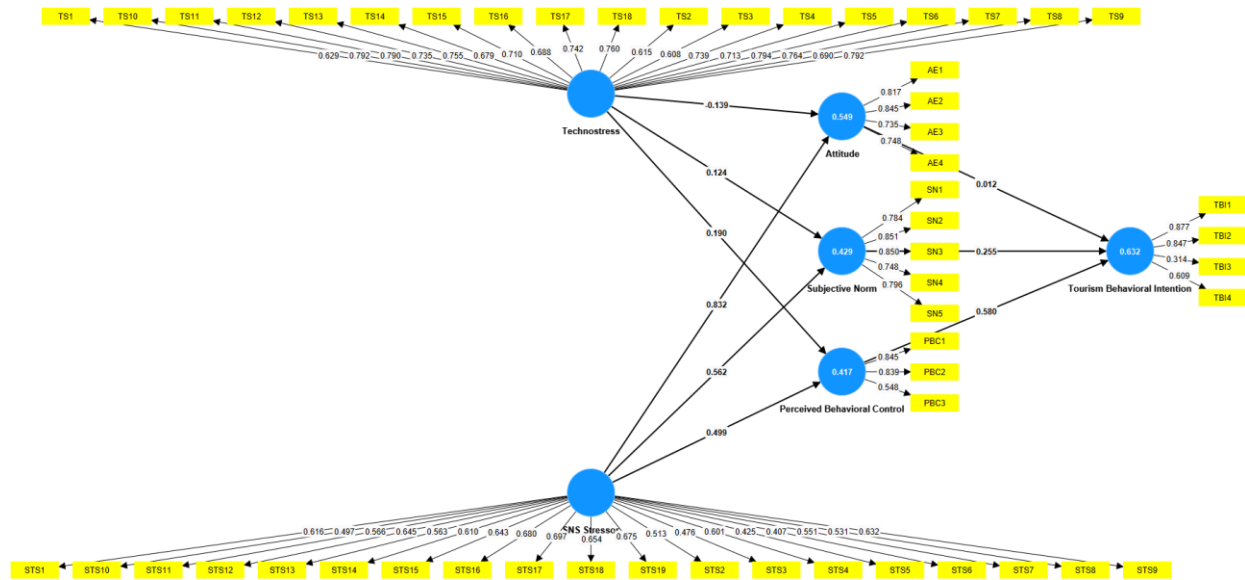 TS1 TS10 TS11 TS12 TS13 TS14 TS15 TS16 TS17 TS18 TS2 TS3 TS4 TS5 TS6 TS7 TS8 TS9
0.629 0.792 0.790 0.735 0.755 0.679 0.710 0.688 0.742 0.760 0.615 0.608 0.739 0.713 0.794 0.764 0.690 0.792
Technostress
-0.139
0.124
0.190
0.832
0.562
0.499
0.549
Attitude
0.817
0.845
0.735
0.748
AE1
AE2
AE3
AE4
0.012
0.429
Subjective Norm
0.784
0.851
0.850
0.748
0.796
SN1
SN2
SN3
SN4
SN5
0.255
0.417
Perceived Behavioral Control
0.845
0.839
0.548
PBC1
PBC2
PBC3
0.580
0.632
Tourism Behavioral Intention
0.877
0.847
0.314
0.609
TBI1
TBI2
TBI3
TBI4
SNS Stressor
0.616 0.497 0.566 0.645 0.563 0.610 0.643 0.680 0.697 0.654 0.675 0.513 0.476 0.601 0.425 0.407 0.551 0.531 0.632
STS1 STS10 STS11 STS12 STS13 STS14 STS15 STS16 STS17 STS18 STS19 STS2 STS3 STS4 STS5 STS6 STS7 STS8 STS9